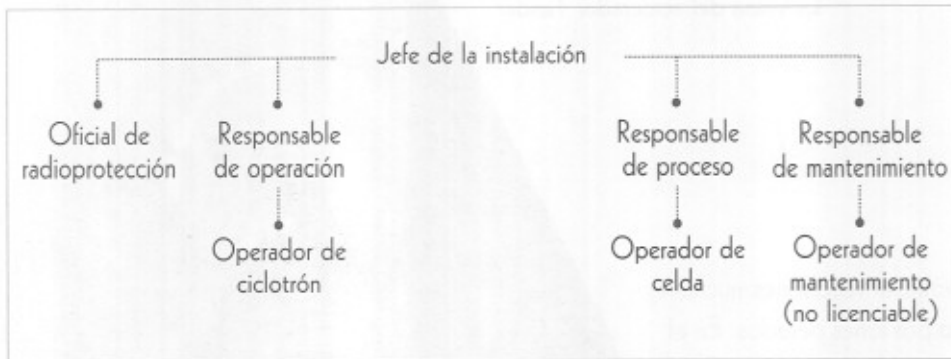 Jefe de la instalación
Oficial de
radioprotección
Responsable
de operación
Operador de
ciclotrón
Responsable
de proceso
Operador de
celda
Responsable
de mantenimiento
Operador de
mantenimiento
(no licenciable)